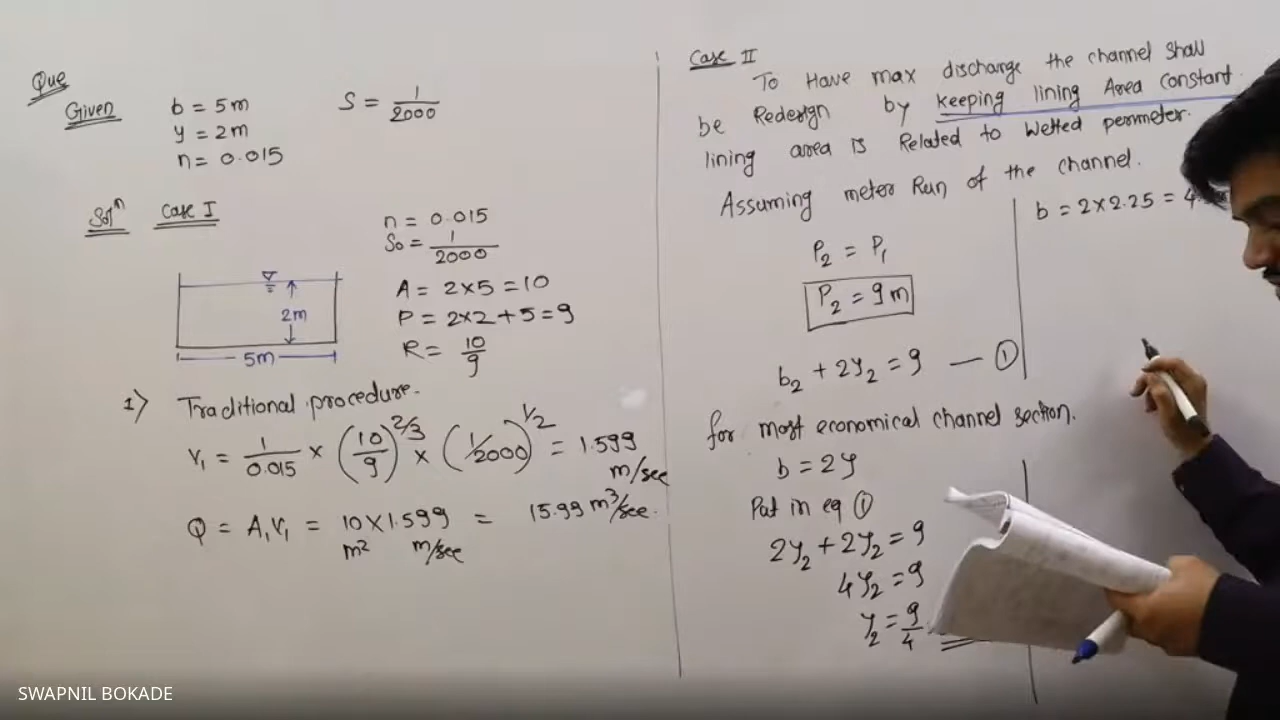 Que
Given b = 5m S = 1/2000
y = 2m
n = 0.015
Solⁿ Case I
n = 0.015
S₀ = 1/2000
A = 2×5 = 10
P = 2×2+5 = 9
R = 10/9
2m
5m
1) Traditional procedure.
V₁ = 1/0.015 × (10/9)^2/3 × (1/2000)^1/2 = 1.599
m/sec
Q = A₁V₁ = 10 × 1.599 = 15.99 m³/sec.
m² m/sec
Case II
To Have max discharge the channel shall
be Redesign by keeping lining Area Constant.
lining area is Related to Wetted perimeter.
Assuming meter Run of the channel.
P₂ = P₁
P₂ = 9m
b₂ + 2y₂ = 9 — ①
for most economical channel section.
b = 2y
Put in eq ①
2y₂ + 2y₂ = 9
4y₂ = 9
y₂ = 9/4
b = 2×2.25 = 4.
SWAPNIL BOKADE